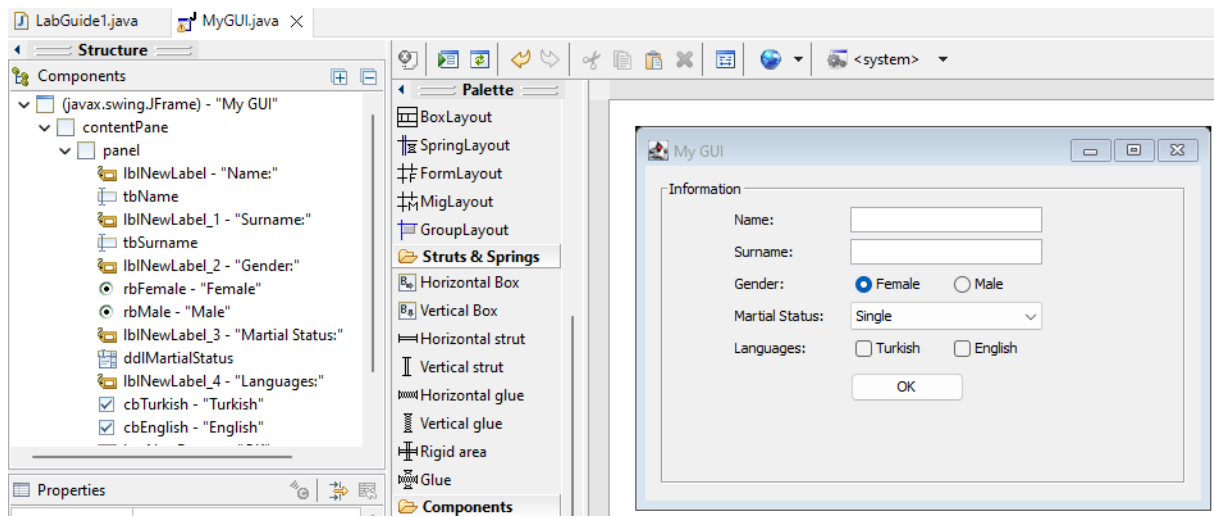 LabGuide1.java
MyGUI.java
Structure
Components
(javax.swing.JFrame) - "My GUI"
contentPane
panel
lblNewLabel - "Name:"
tbName
lblNewLabel_1 - "Surname:"
tbSurname
lblNewLabel_2 - "Gender:"
rbFemale - "Female"
rbMale - "Male"
lblNewLabel_3 - "Martial Status:"
ddlMartialStatus
lblNewLabel_4 - "Languages:"
cbTurkish - "Turkish"
cbEnglish - "English"
Properties
<system>
Palette
BoxLayout
SpringLayout
FormLayout
MigLayout
GroupLayout
Struts & Springs
Horizontal Box
Vertical Box
Horizontal strut
Vertical strut
Horizontal glue
Vertical glue
Rigid area
Glue
Components
My GUI
Information
Name:
Surname:
Gender: Female Male
Martial Status: Single
Languages: Turkish English
OK